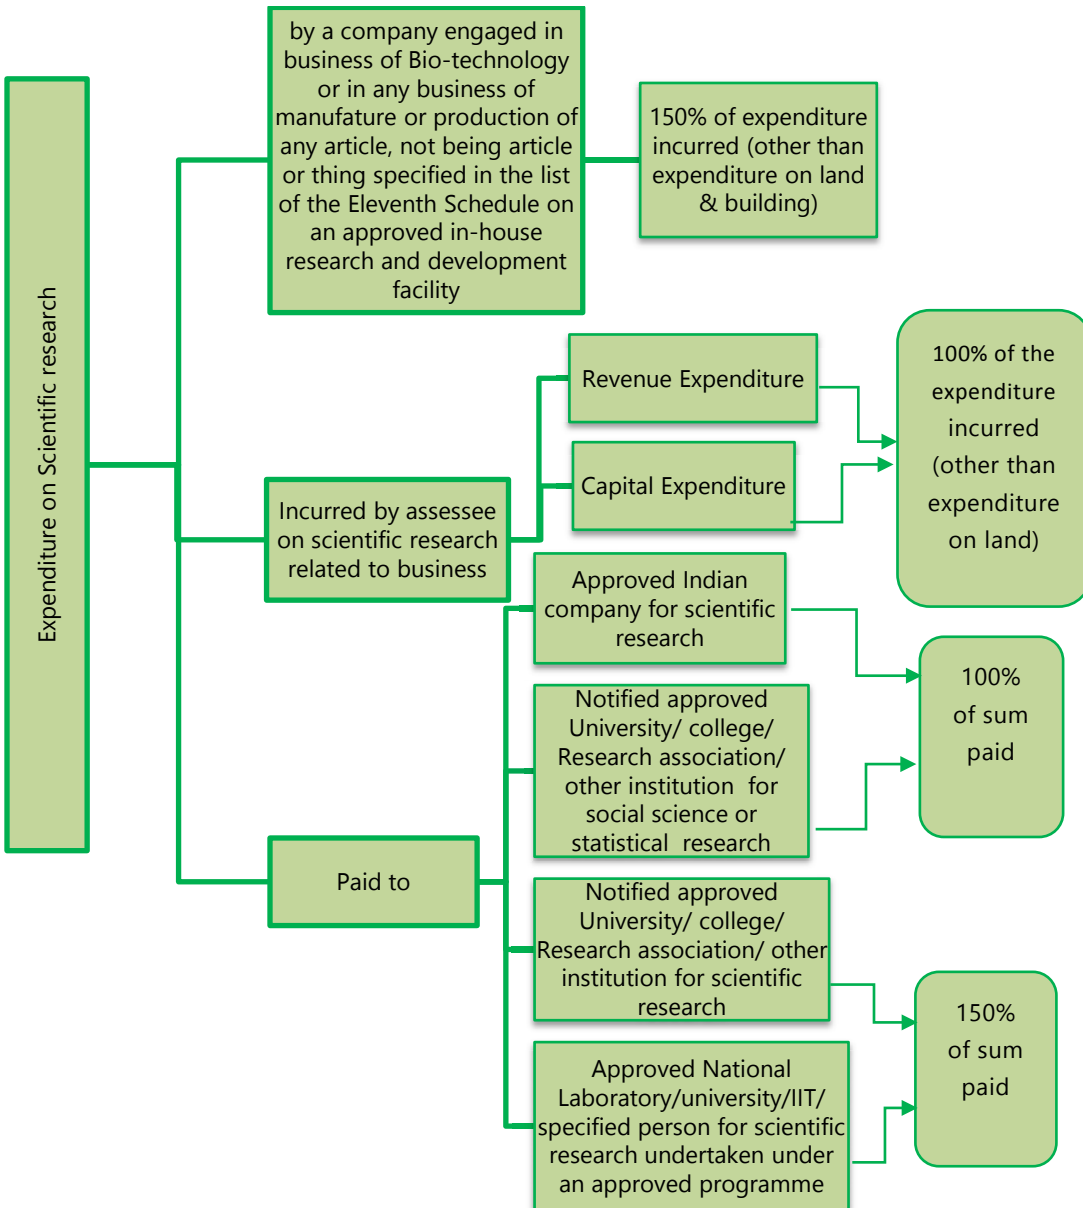 Expenditure on Scientific research
by a company engaged in
business of Bio-technology
or in any business of
manufature or production of
any article, not being article
or thing specified in the list
of the Eleventh Schedule on
an approved in-house
research and development
facility
150% of expenditure
incurred (other than
expenditure on land
& building)
Incurred by assessee
on scientific research
related to business
Revenue Expenditure
Capital Expenditure
100% of the
expenditure
incurred
(other than
expenditure
on land)
Paid to
Approved Indian
company for scientific
research
Notified approved
University/ college/
Research association/
other institution for
social science or
statistical research
100%
of sum
paid
Notified approved
University/ college/
Research association/ other
institution for scientific
research
Approved National
Laboratory/university/IIT/
specified person for scientific
research undertaken under
an approved programme
150%
of sum
paid